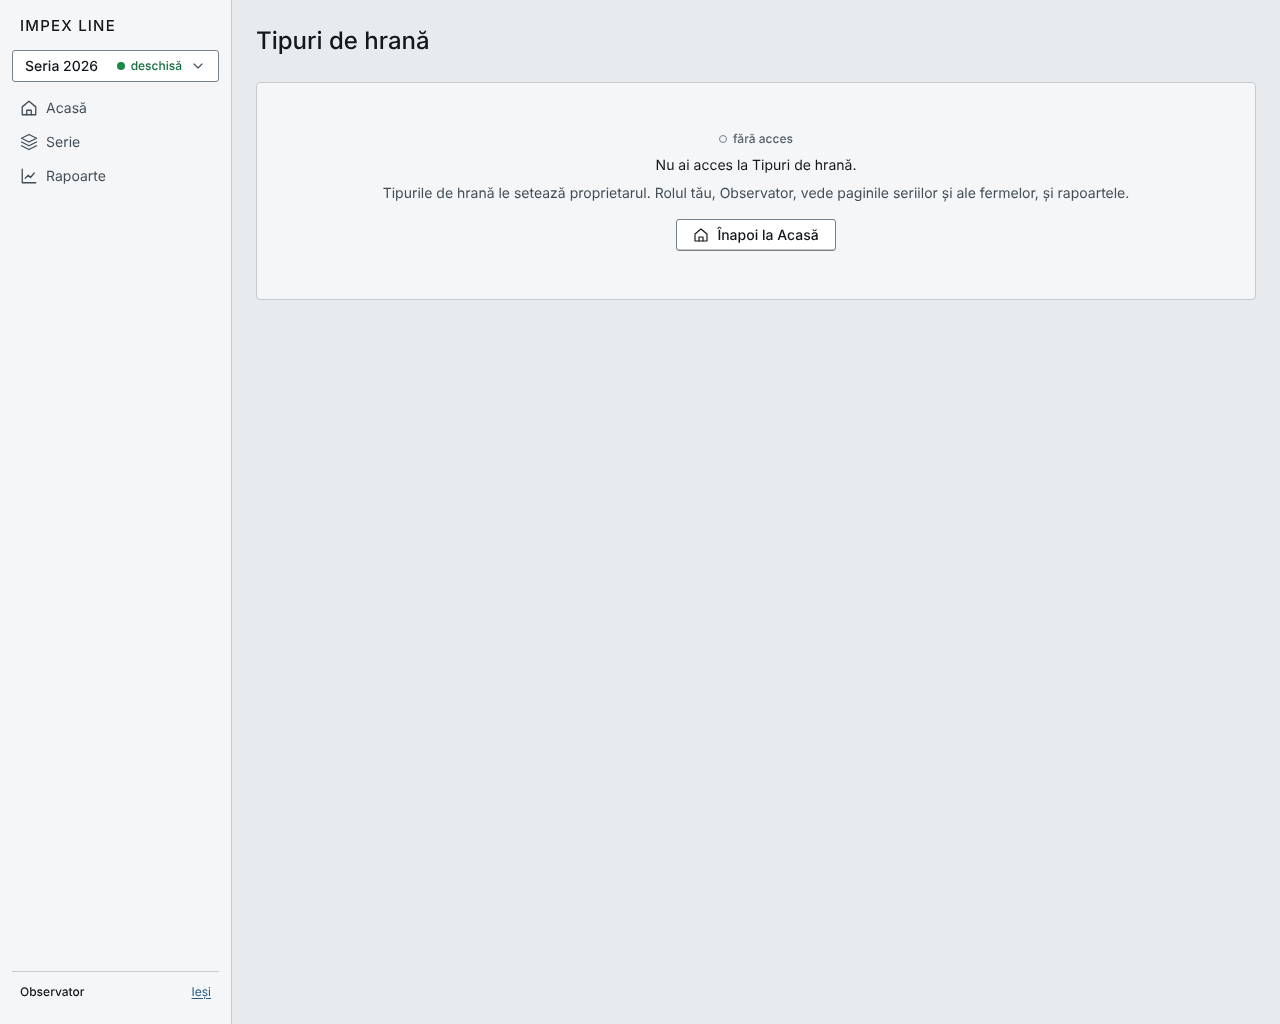 IMPEX LINE
Seria 2026 deschisă
Acasă
Serie
Rapoarte
Tipuri de hrană
fără acces
Nu ai acces la Tipuri de hrană.
Tipurile de hrană le setează proprietarul. Rolul tău, Observator, vede paginile seriilor și ale fermelor, și rapoartele.
Înapoi la Acasă
Observator Ieși